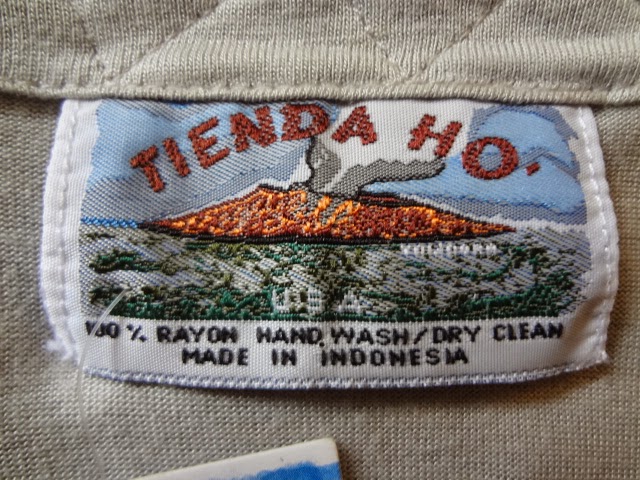 TIENDA HO.
100% RAYON HAND WASH/DRY CLEAN
MADE IN INDONESIA